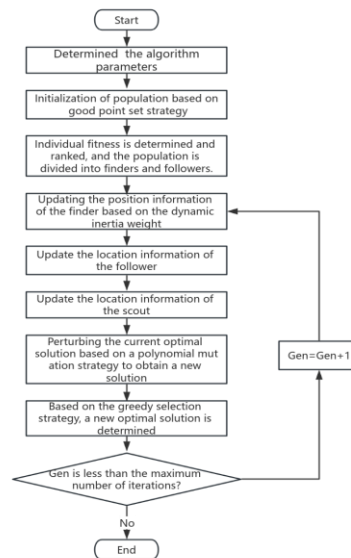 Start
Determined the algorithm
parameters
Initialization of population based on
good point set strategy
Individual fitness is determined and
ranked, and the population is
divided into finders and followers.
Updating the position information
of the finder based on the dynamic
inertia weight
Update the location information of
the follower
Update the location information of
the scout
Perturbing the current optimal
solution based on a polynomial mut
ation strategy to obtain a new
solution
Gen=Gen+1
Based on the greedy selection
strategy, a new optimal solution is
determined
Gen is less than the maximum
number of iterations?
No
End